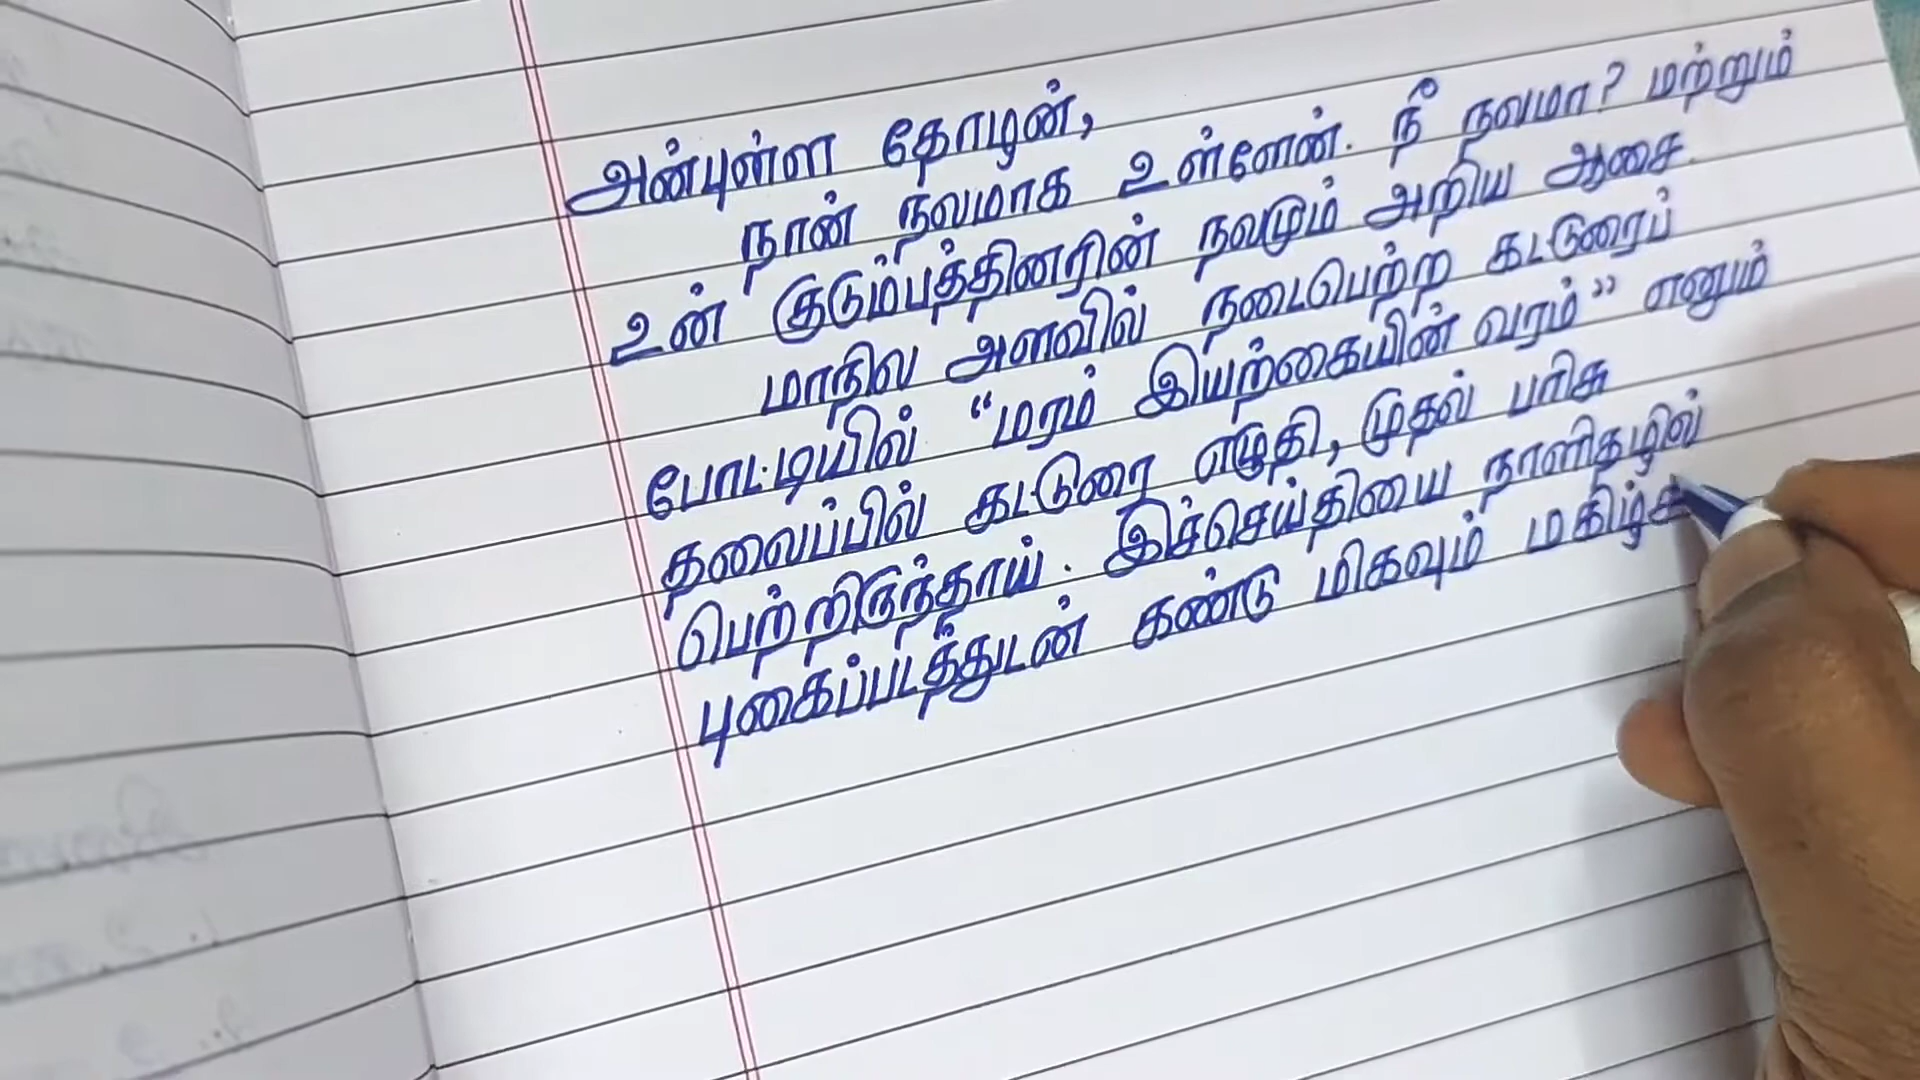 அன்புள்ள தோழன்,
நான் நலமாக உள்ளேன். நீ நலமா? மற்றும்
உன் குடும்பத்தினரின் நலமும் அறிய ஆசை.
மாநில அளவில் நடைபெற்ற கட்டுரைப்
போட்டியில் “மரம் இயற்கையின் வரம்” எனும்
தலைப்பில் கட்டுரை எழுதி, முதல் பரிசு
பெற்றிருந்தாய். இச்செய்தியை நாளிதழில்
புகைப்படத்துடன் கண்டு மிகவும்